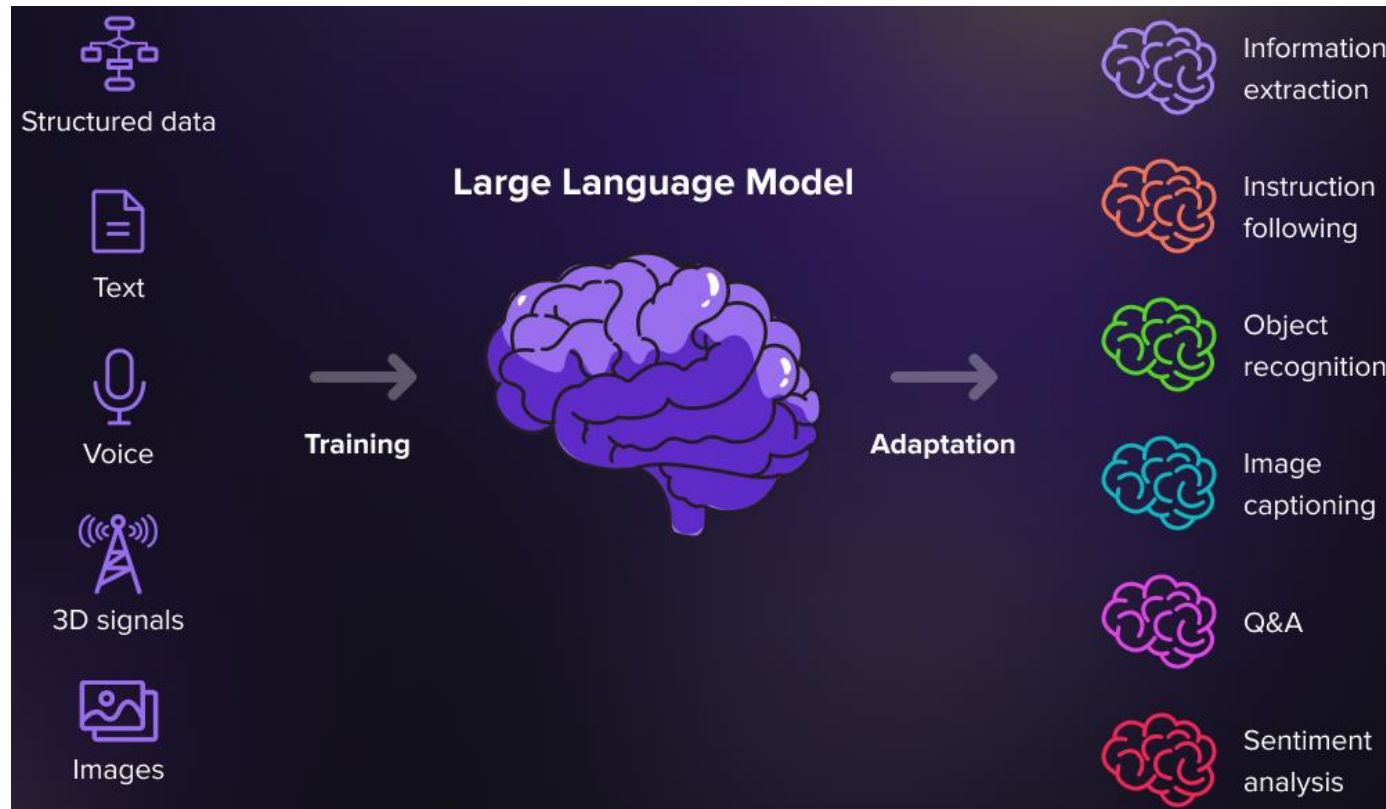 Structured data
Text
Voice
3D signals
Images
Training
Large Language Model
Adaptation
Information
extraction
Instruction
following
Object
recognition
Image
captioning
Q&A
Sentiment
analysis